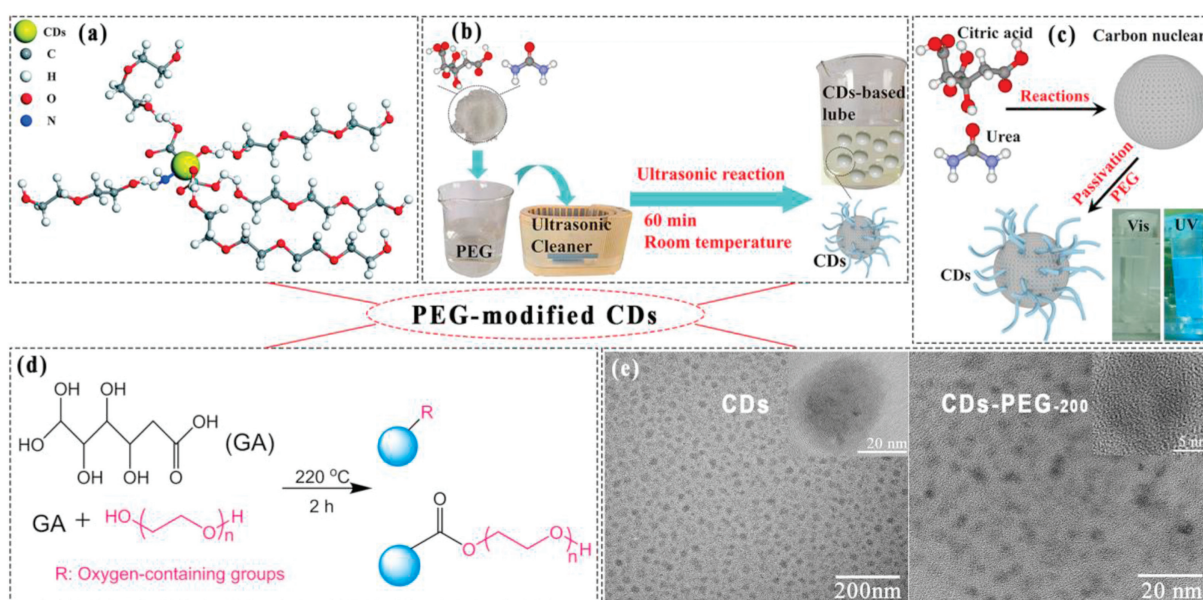 (a)
CDs
C
H
O
N
(b)
PEG
Ultrasonic
Cleaner
Ultrasonic reaction
60 min
Room temperature
CDs-based
lube
CDs
(c)
Citric acid
Carbon nuclear
Reactions
Urea
Passivation
PEG
CDs
Vis
UV
PEG-modified CDs
(d)
OH
OH
HO
OH
OH
OH
O
(GA)
GA +
HO
O
H
n
R: Oxygen-containing groups
220 °C
2 h
R
O
O
O
H
n
(e)
CDs
20 nm
200nm
CDs-PEG-200
5 nm
20 nm